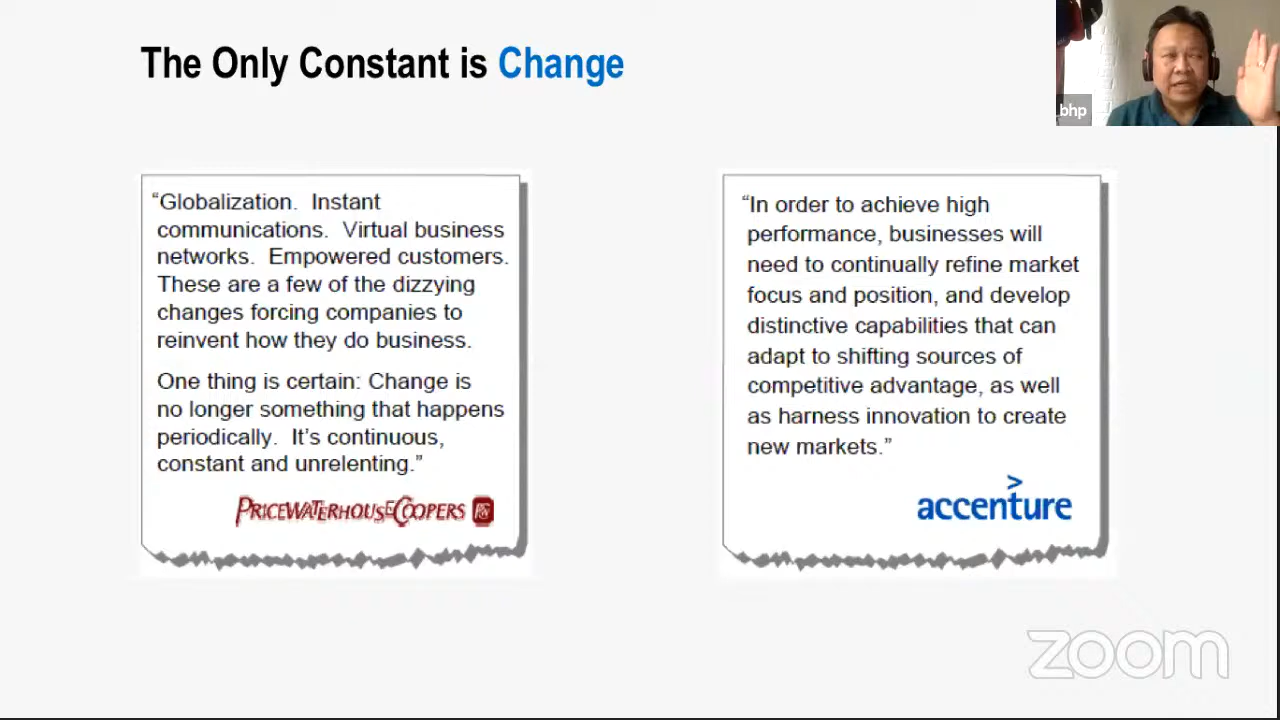 The Only Constant is Change
bhp
“Globalization. Instant
communications. Virtual business
networks. Empowered customers.
These are a few of the dizzying
changes forcing companies to
reinvent how they do business.
One thing is certain: Change is
no longer something that happens
periodically. It’s continuous,
constant and unrelenting.”
PRICEWATERHOUSECOOPERS
“In order to achieve high
performance, businesses will
need to continually refine market
focus and position, and develop
distinctive capabilities that can
adapt to shifting sources of
competitive advantage, as well
as harness innovation to create
new markets.”
>
accenture
zoom